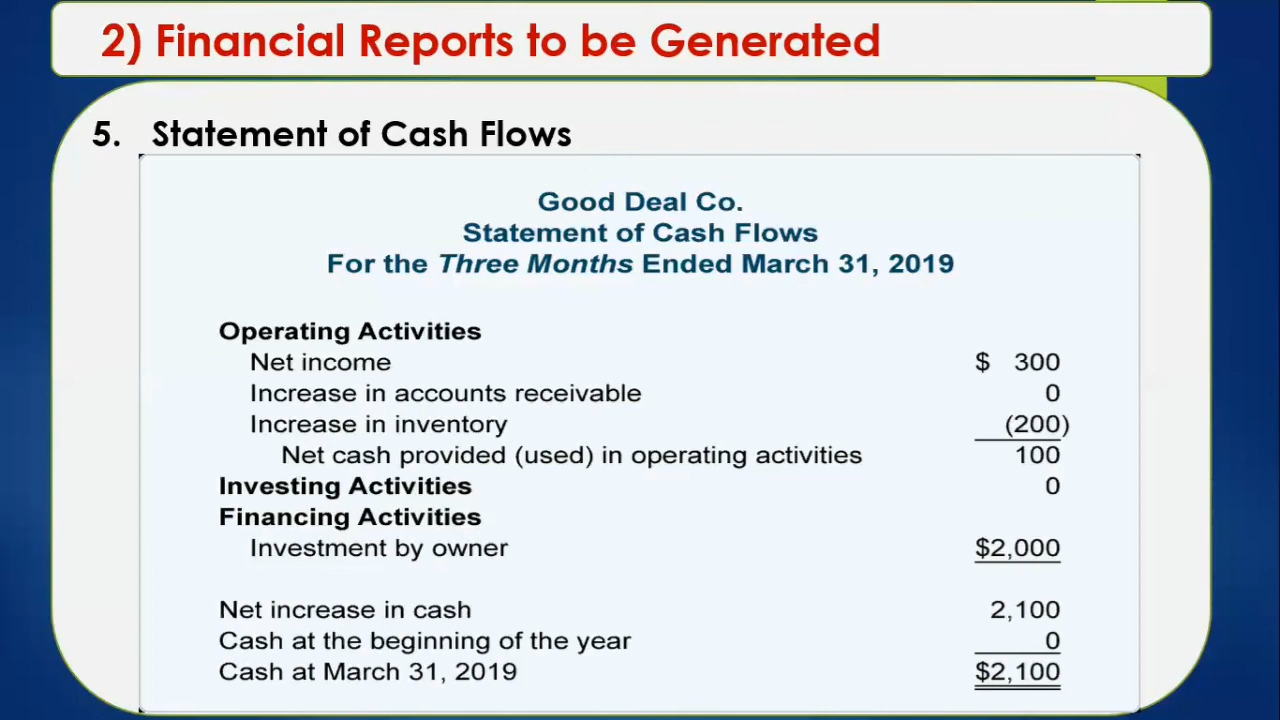 2) Financial Reports to be Generated
5. Statement of Cash Flows
Good Deal Co.
Statement of Cash Flows
For the Three Months Ended March 31, 2019
Operating Activities
Net income $ 300
Increase in accounts receivable 0
Increase in inventory (200)
Net cash provided (used) in operating activities 100
Investing Activities 0
Financing Activities
Investment by owner $2,000
Net increase in cash 2,100
Cash at the beginning of the year 0
Cash at March 31, 2019 $2,100